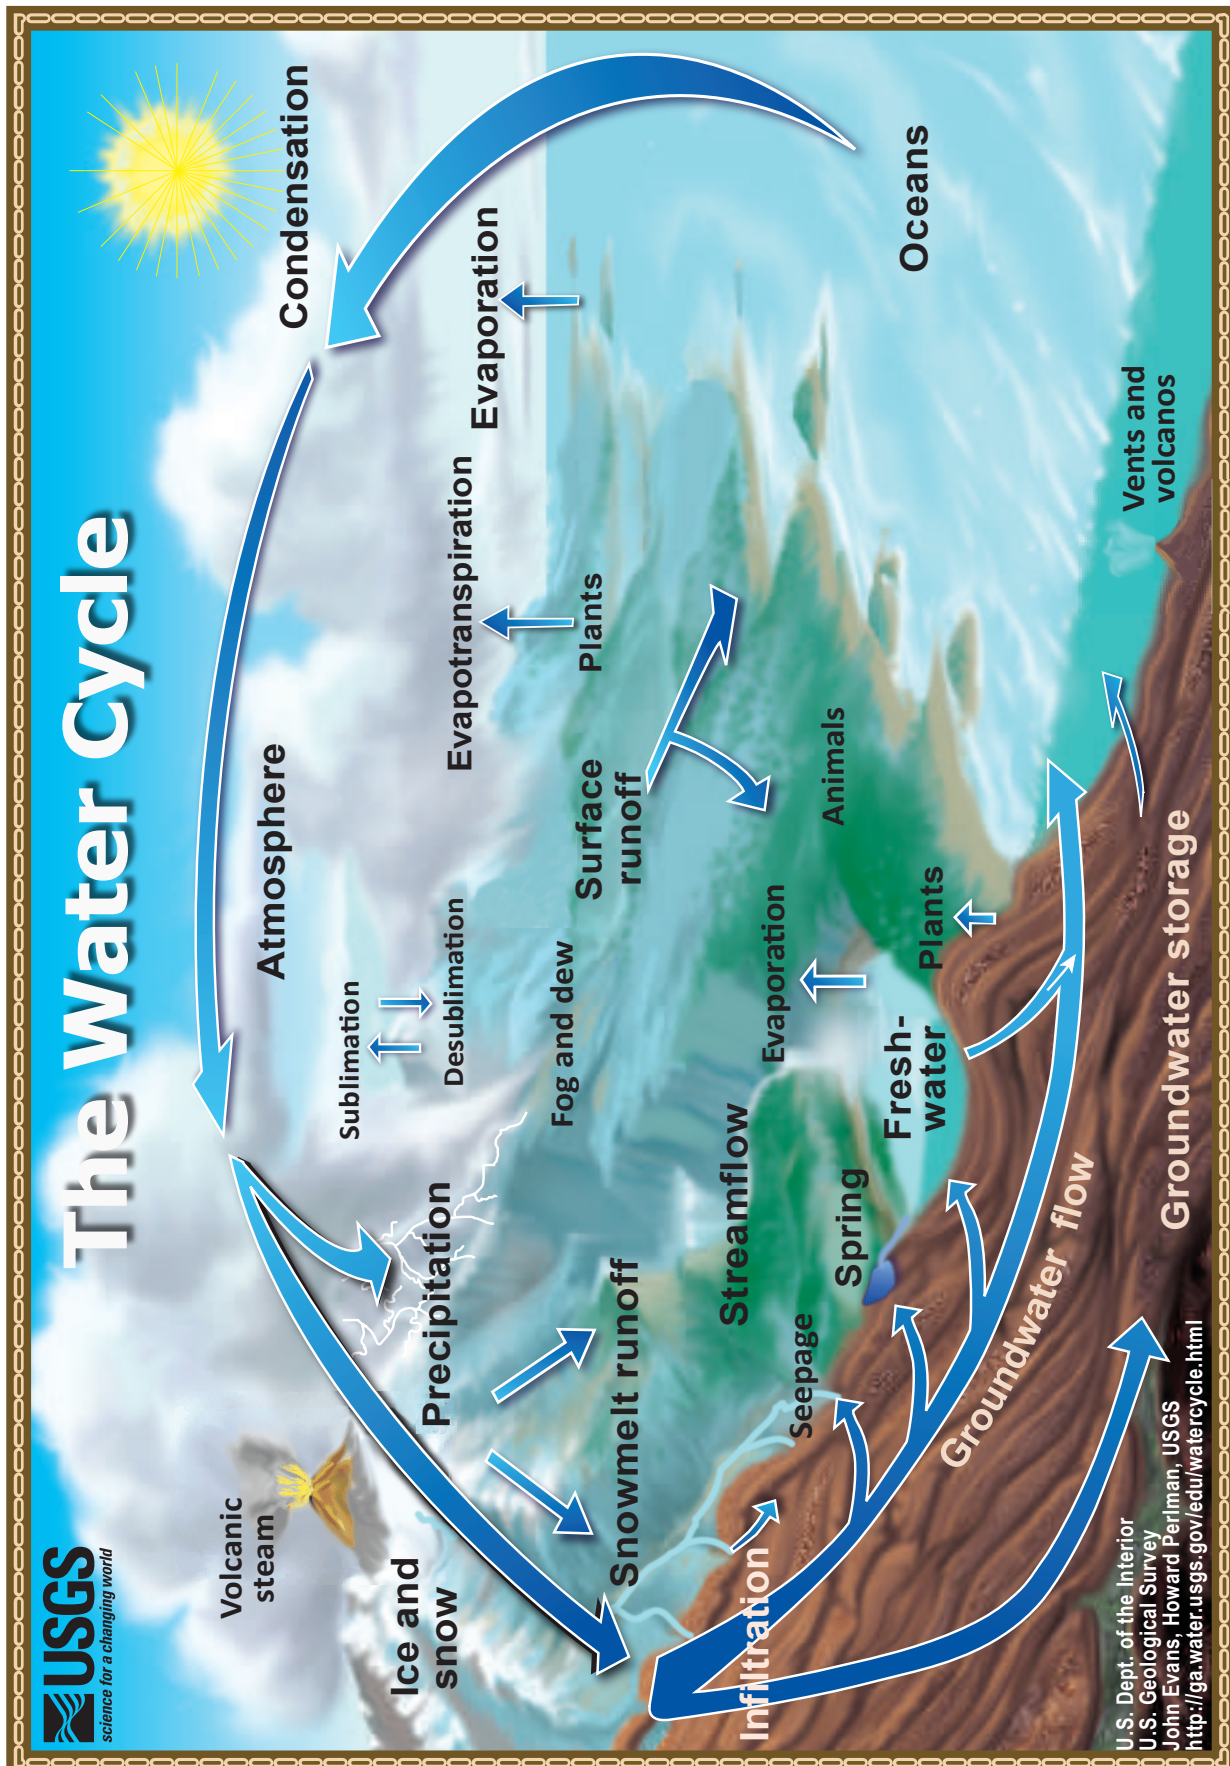 USGS
science for a changing world
The Water Cycle
Volcanic
steam
Atmosphere
Condensation
Ice and
snow
Precipitation
Sublimation
Desublimation
Evapotranspiration
Evaporation
Fog and dew
Plants
Snowmelt runoff
Surface
runoff
Streamflow
Evaporation
Animals
Seepage
Spring
Fresh-
water
Plants
Oceans
Infiltration
Groundwater flow
Vents and
volcanos
Groundwater storage
U.S. Dept. of the Interior
U.S. Geological Survey
John Evans, Howard Perlman, USGS
http://ga.water.usgs.gov/edu/watercycle.html